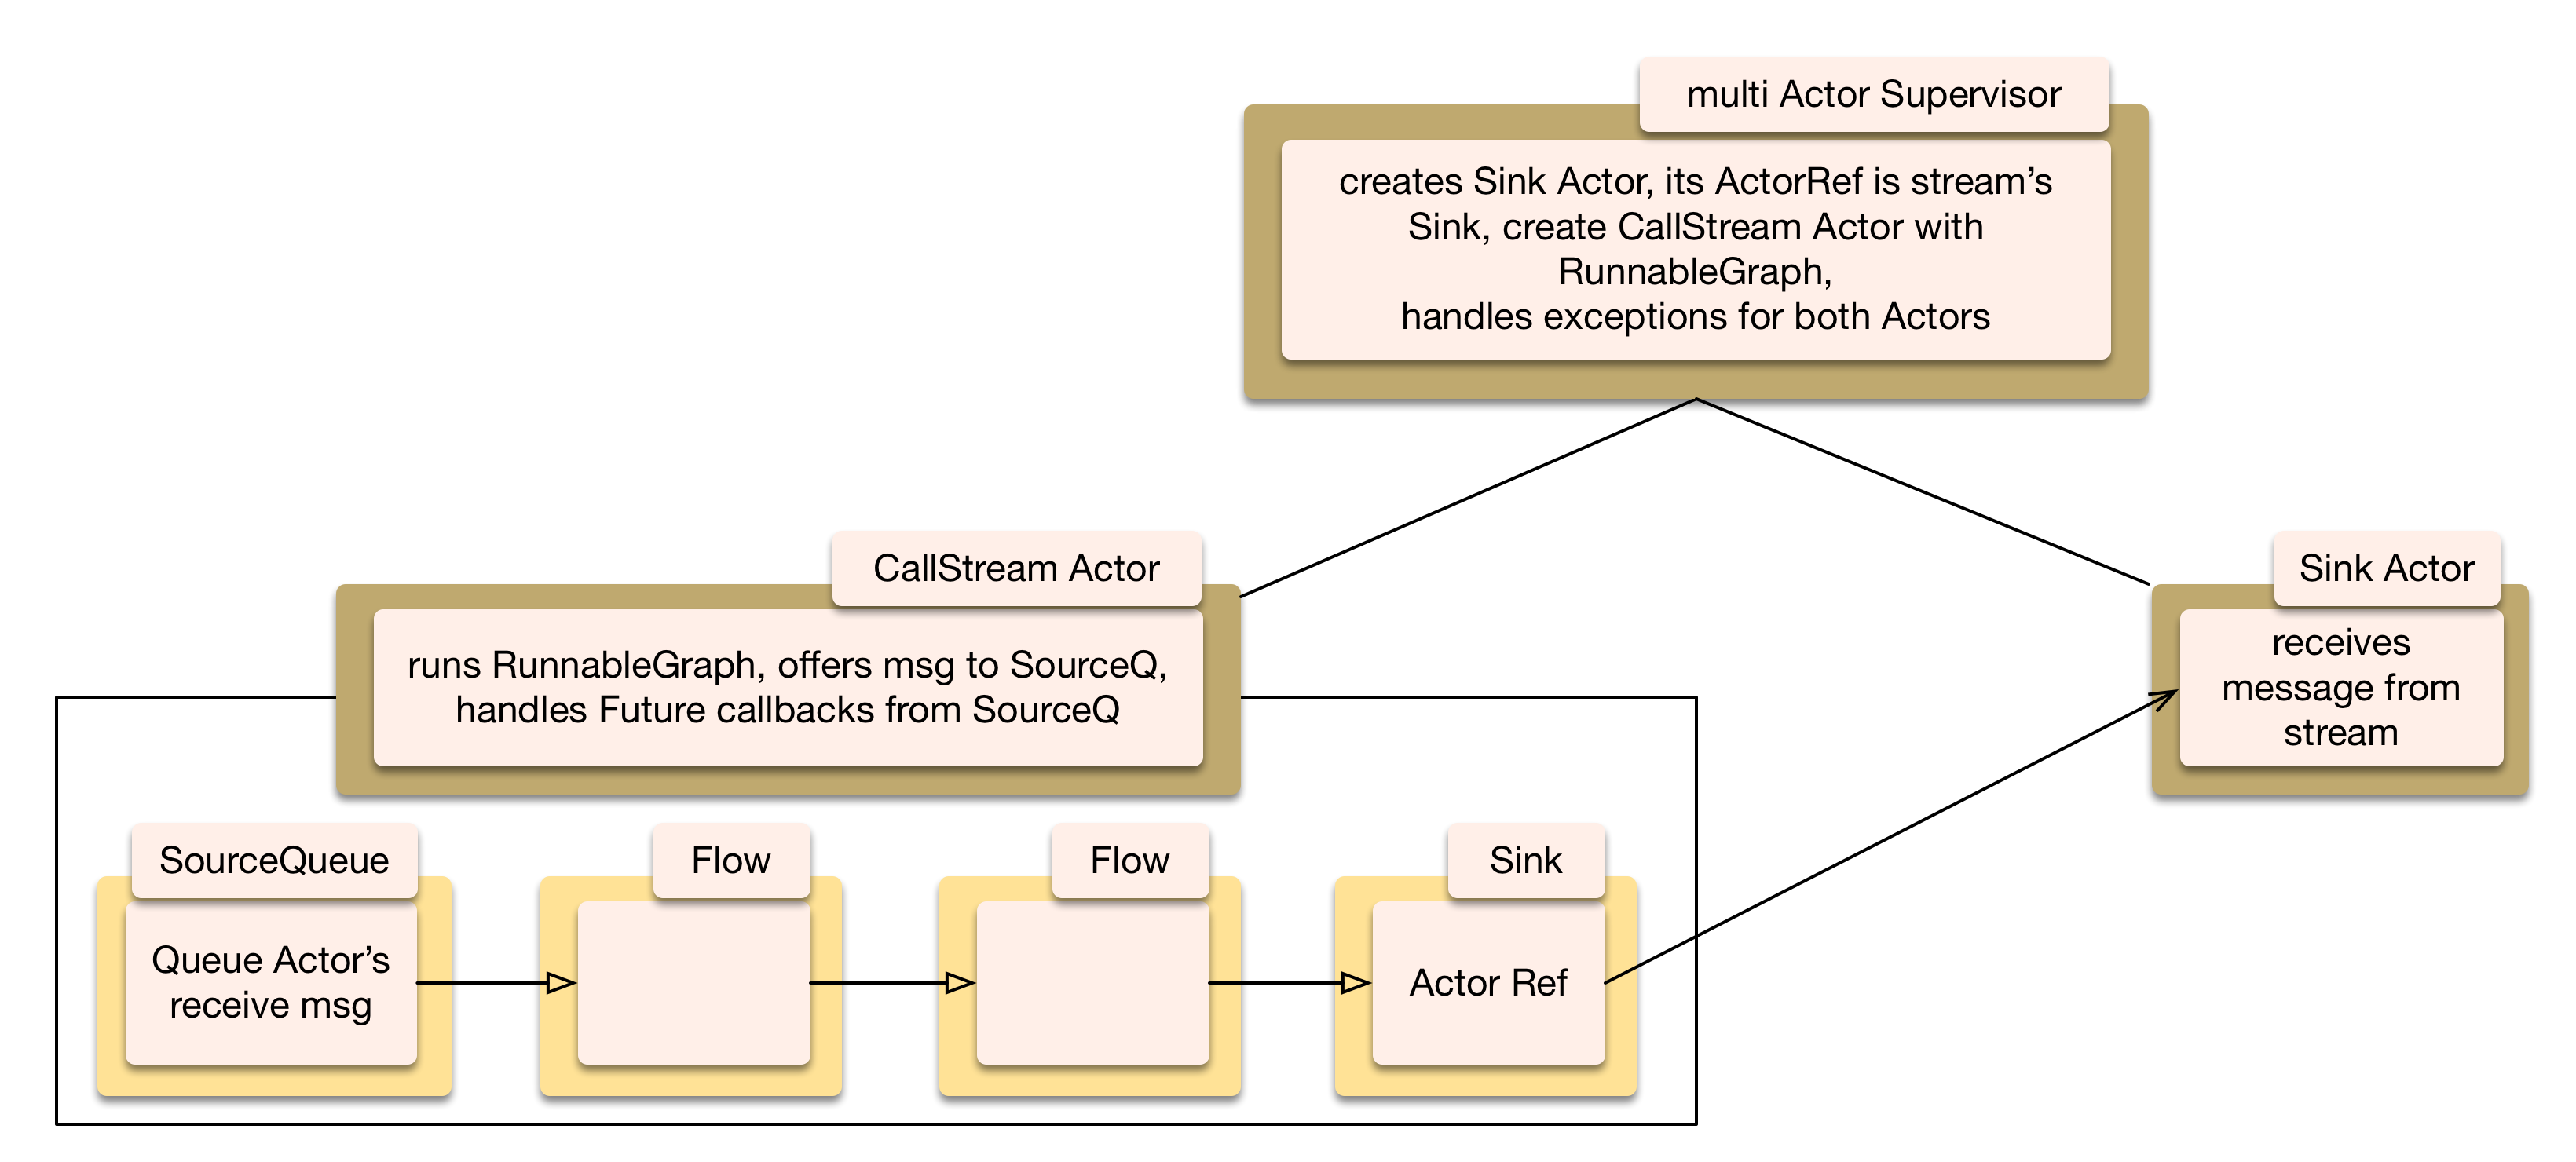 multi Actor Supervisor
creates Sink Actor, its ActorRef is stream’s
Sink, create CallStream Actor with
RunnableGraph,
handles exceptions for both Actors
CallStream Actor
runs RunnableGraph, offers msg to SourceQ,
handles Future callbacks from SourceQ
Sink Actor
receives
message from
stream
SourceQueue
Queue Actor’s
receive msg
Flow
Flow
Sink
Actor Ref